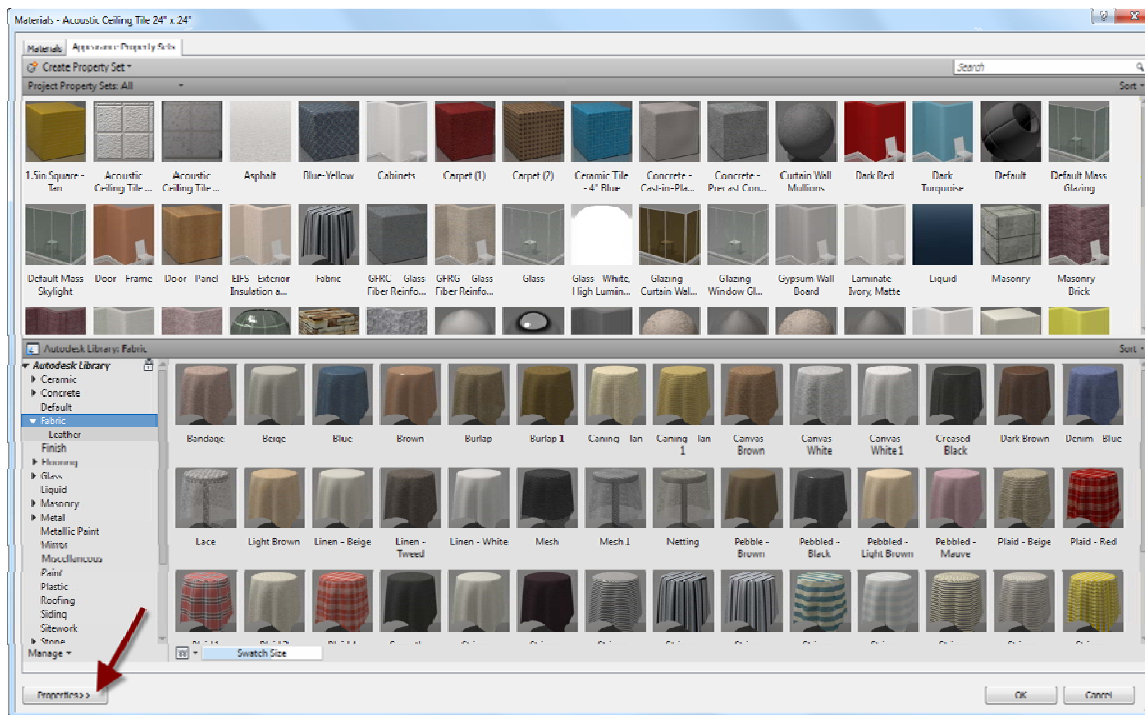 Materials - Acoustic Ceiling Tile 24" x 24"
Materials Appearance Property Sets
Create Property Set
Search
Project Property Sets: All
Sort
1.5in Square - Tan
Acoustic Ceiling Tile ...
Acoustic Ceiling Tile ...
Asphalt
Blue-Yellow
Cabinets
Carpet (1)
Carpet (2)
Ceramic Tile - 4" Blue
Concrete - Cast-in-Pla...
Concrete - Precast Con...
Curtain Wall Mullions
Dark Red
Dark Turquoise
Default
Default Mass Glazing
Default Mass Skylight
Door Frame
Door Panel
EIFS Exterior Insulation a...
Fabric
GFRC Glass Fiber Reinfo...
GFRG Glass Fiber Reinfo...
Glass
Glass White, High Lumin...
Glazing Curtain Wal...
Glazing Window Gl...
Gypsum Wall Board
Laminate Ivory, Matte
Liquid
Masonry
Masonry Brick
Autodesk Library: Fabric
Sort
Autodesk Library
Ceramic
Concrete
Default
Fabric
Leather
Finish
Flooring
Glass
Liquid
Masonry
Metal
Metallic Paint
Mirror
Miscellaneous
Paint
Plastic
Roofing
Siding
Sitework
Stone
Manage
Bandage
Beige
Blue
Brown
Burlap
Burlap 1
Caning Tan
Caning Tan 1
Canvas Brown
Canvas White
Canvas White 1
Creased Black
Dark Brown
Denim Blue
Lace
Light Brown
Linen - Beige
Linen - Tweed
Linen - White
Mesh
Mesh 1
Netting
Pebble - Brown
Pebbled - Black
Pebbled - Light Brown
Pebbled - Mauve
Plaid - Beige
Plaid - Red
Swatch Size
Properties>>
OK
Cancel